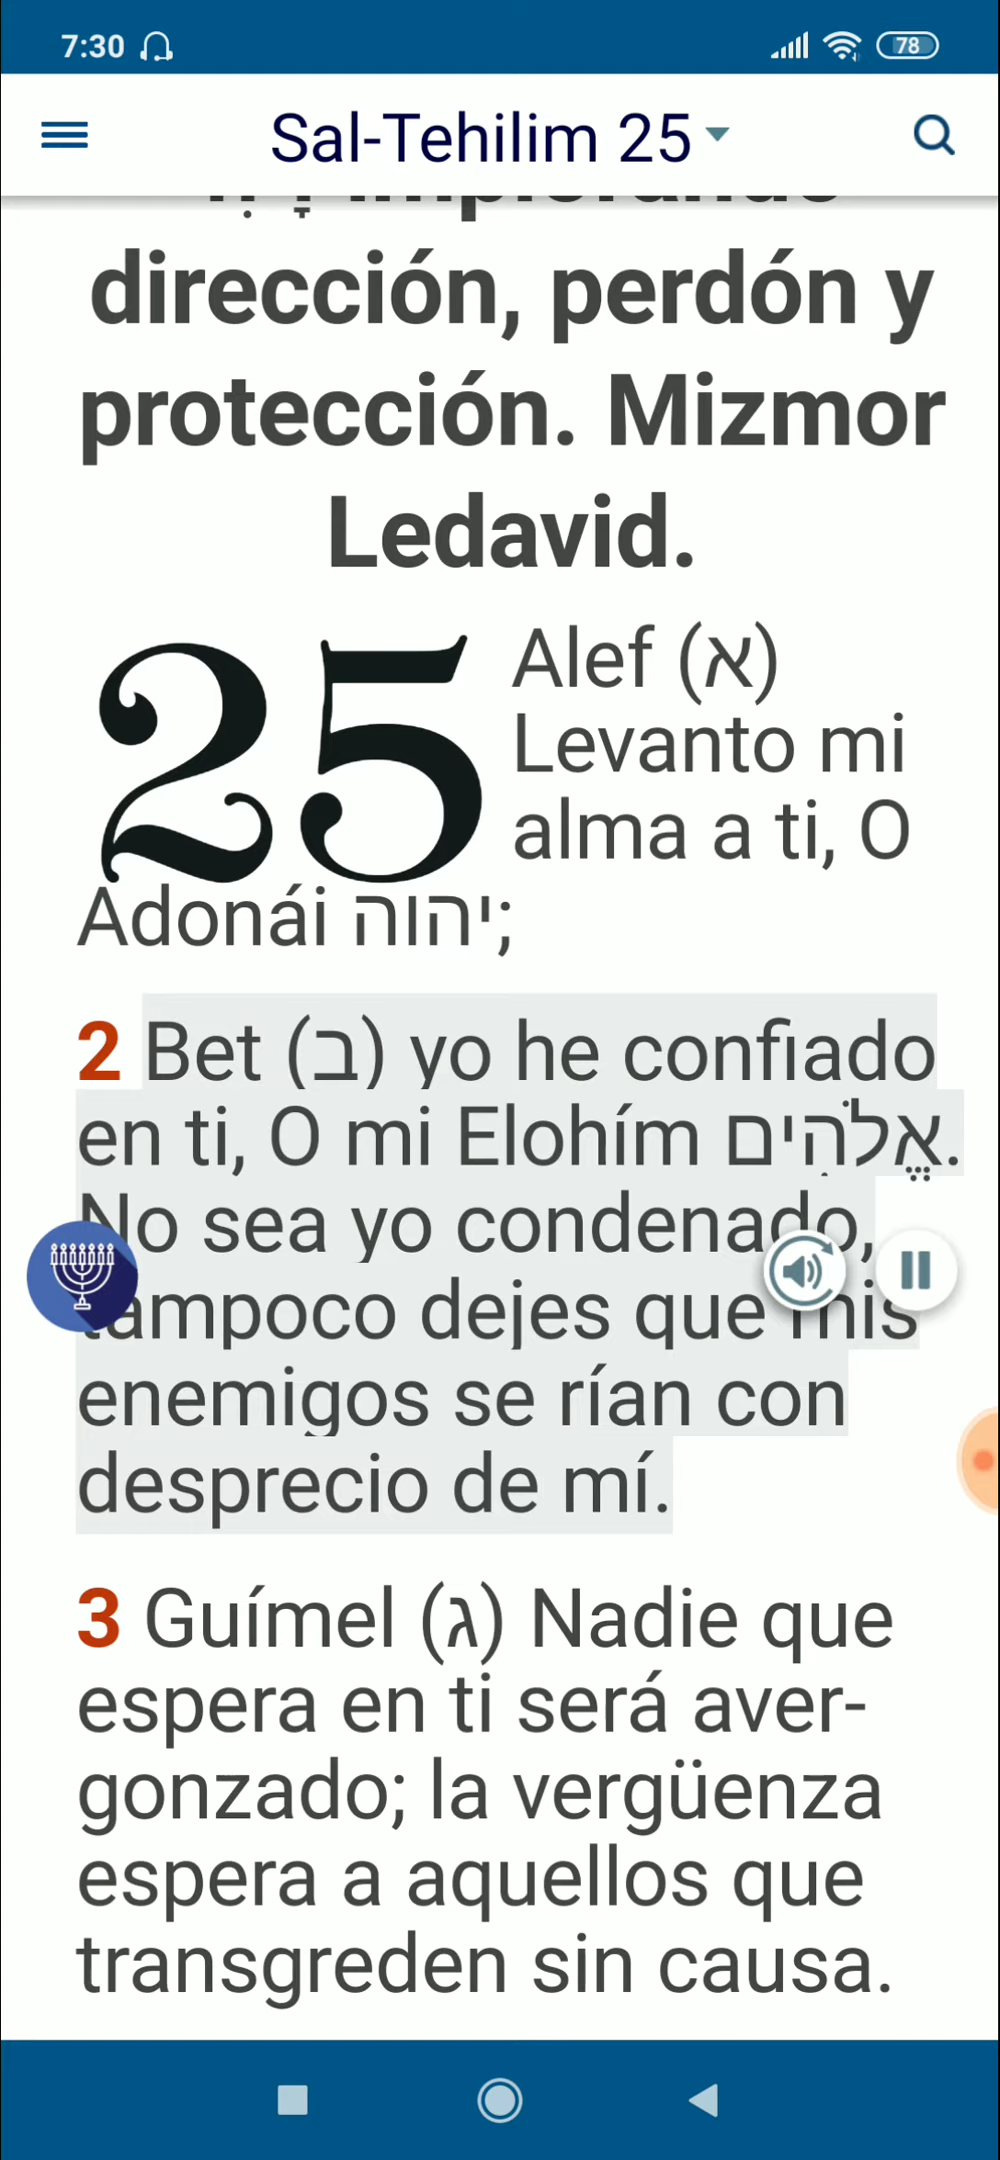 7:30
78
Sal-Tehilim 25
dirección, perdón y
protección. Mizmor
Ledavid.
25 Alef (א)
Levanto mi
alma a ti, O
Adonái יהוה;
2 Bet (ב) yo he confiado
en ti, O mi Elohím אֱלֹהִים.
No sea yo condenado,
tampoco dejes que mis
enemigos se rían con
desprecio de mí.
3 Guímel (ג) Nadie que
espera en ti será aver-
gonzado; la vergüenza
espera a aquellos que
transgreden sin causa.